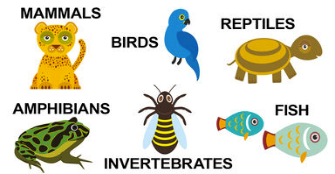 MAMMALS
BIRDS
REPTILES
AMPHIBIANS
INVERTEBRATES
FISH